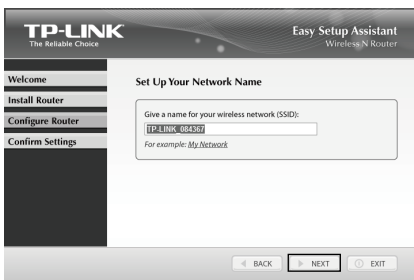 TP-LINK
The Reliable Choice
Easy Setup Assistant
Wireless N Router
Welcome
Install Router
Configure Router
Confirm Settings
Set Up Your Network Name
Give a name for your wireless network (SSID):
TP-LINK_084367
For example: My Network
BACK
NEXT
EXIT